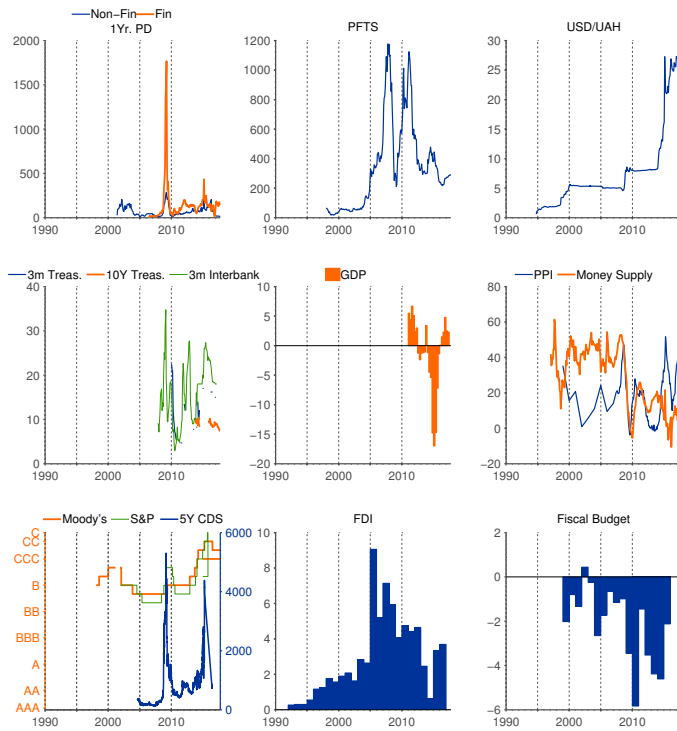 Non-Fin Fin
1Yr. PD
2000
1500
1000
500
0
1990 2000 2010
PFTS
1200
1000
800
600
400
200
0
1990 2000 2010
USD/UAH
30
25
20
15
10
5
0
1990 2000 2010
3m Treas. 10Y Treas. 3m Interbank
40
30
20
10
0
1990 2000 2010
GDP
10
5
0
−5
−10
−15
−20
1990 2000 2010
PPI Money Supply
80
60
40
20
0
−20
1990 2000 2010
Moody's S&P 5Y CDS
C
CC
CCC
B
BB
BBB
A
AA
AAA
6000
4000
2000
0
1990 2000 2010
FDI
10
8
6
4
2
0
1990 2000 2010
Fiscal Budget
2
0
−2
−4
−6
1990 2000 2010